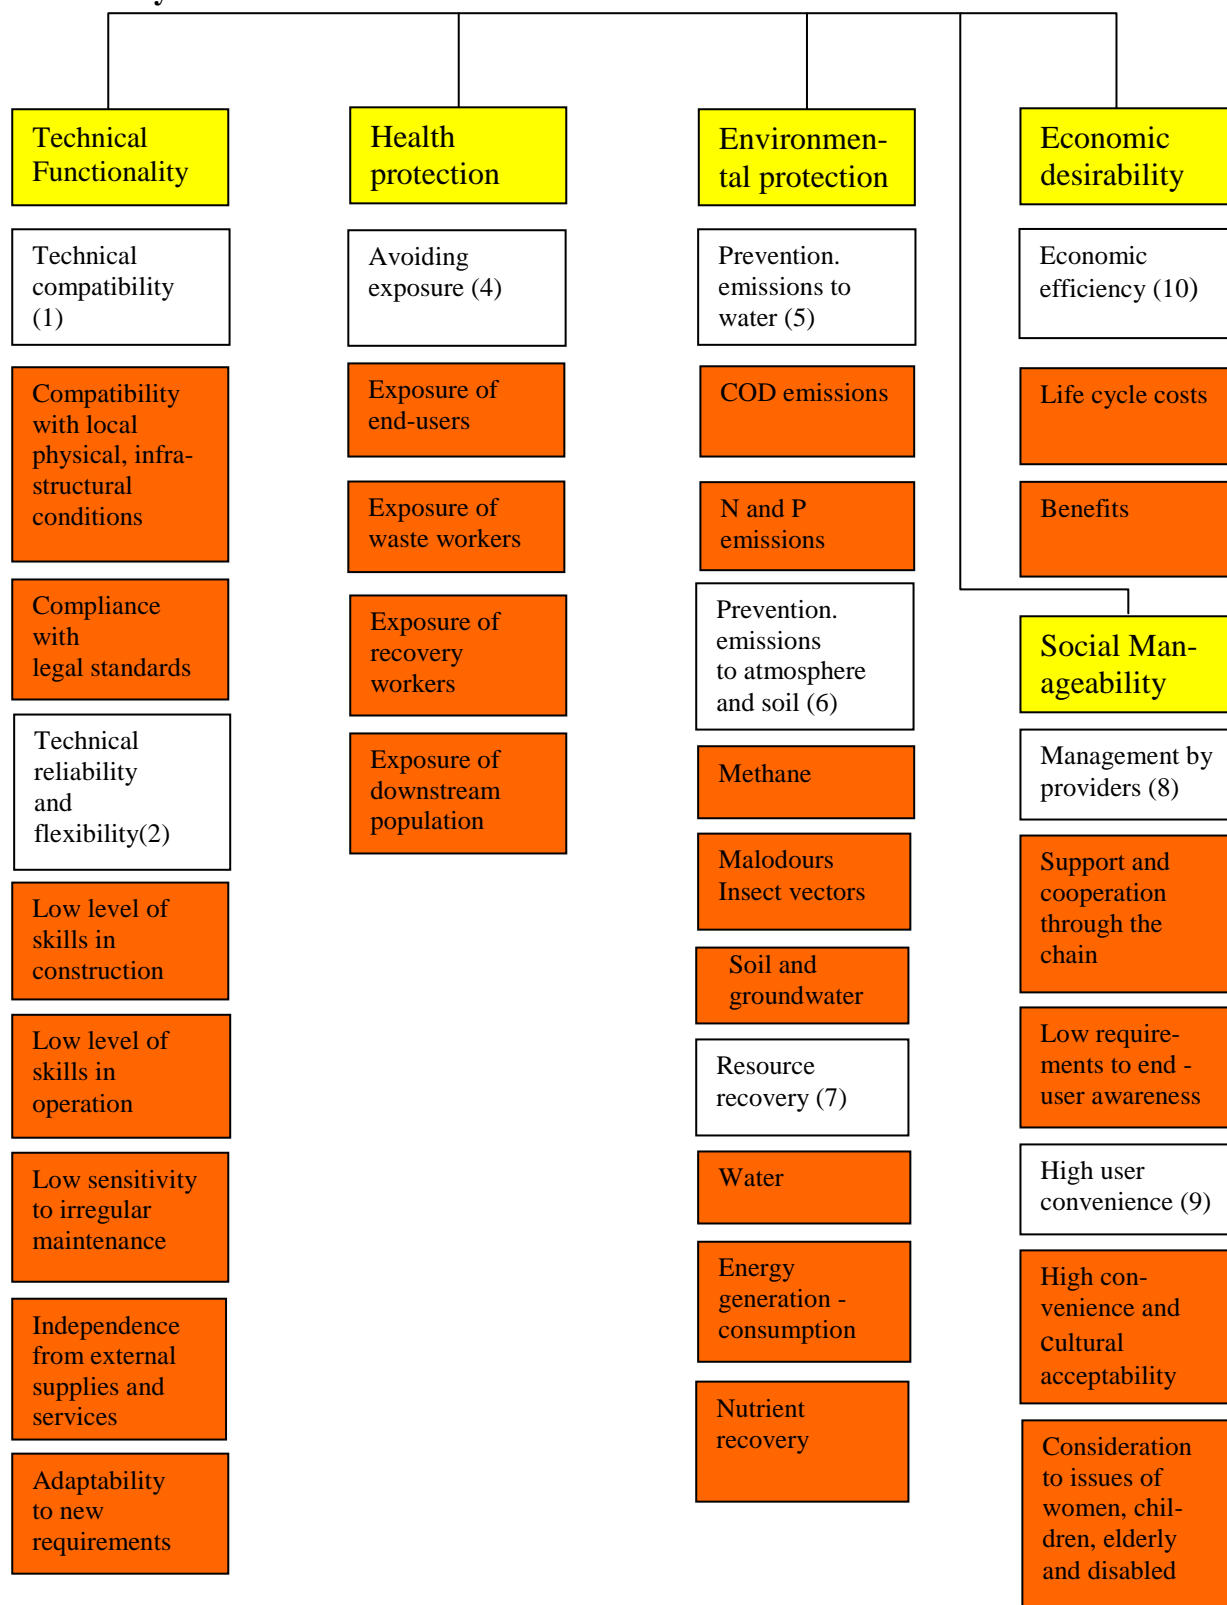 Technical
Functionality
Technical
compatibility
(1)
Compatibility
with local
physical, infra-
structural
conditions
Compliance
with
legal standards
Technical
reliability
and
flexibility(2)
Low level of
skills in
construction
Low level of
skills in
operation
Low sensitivity
to irregular
maintenance
Independence
from external
supplies and
services
Adaptability
to new
requirements
Health
protection
Avoiding
exposure (4)
Exposure of
end-users
Exposure of
waste workers
Exposure of
recovery
workers
Exposure of
downstream
population
Environmen-
tal protection
Prevention.
emissions to
water (5)
COD emissions
N and P
emissions
Prevention.
emissions
to atmosphere
and soil (6)
Methane
Malodours
Insect vectors
Soil and
groundwater
Resource
recovery (7)
Water
Energy
generation -
consumption
Nutrient
recovery
Economic
desirability
Economic
efficiency (10)
Life cycle costs
Benefits
Social Man-
ageability
Management by
providers (8)
Support and
cooperation
through the
chain
Low require-
ments to end -
user awareness
High user
convenience (9)
High con-
venience and
cultural
acceptability
Consideration
to issues of
women, chil-
dren, elderly
and disabled